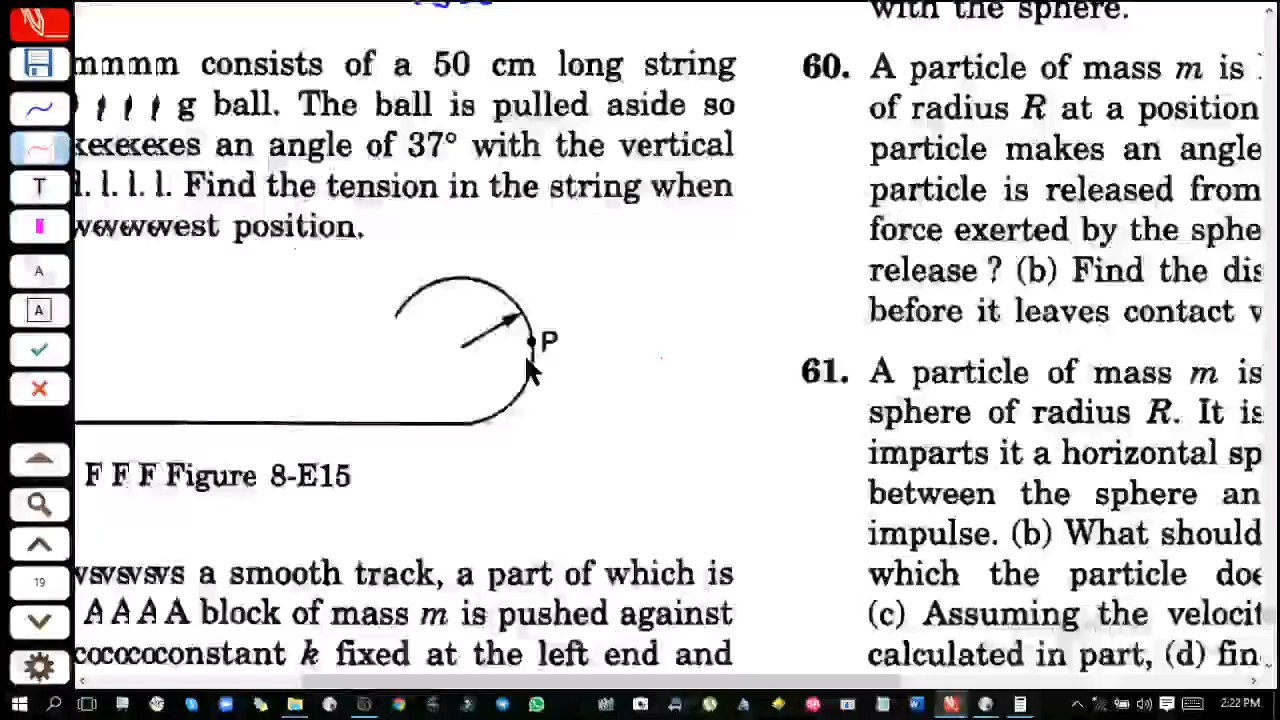 consists of a 50 cm long string
g ball. The ball is pulled aside so
an angle of 37° with the vertical
Find the tension in the string when
position.
P
Figure 8-E15
a smooth track, a part of which is
A block of mass m is pushed against
constant k fixed at the left end and
with the sphere.
60. A particle of mass m is
of radius R at a position
particle makes an angle
particle is released from
force exerted by the sphe
release ? (b) Find the dis
before it leaves contact
61. A particle of mass m is
sphere of radius R. It is
imparts it a horizontal sp
between the sphere an
impulse. (b) What should
which the particle doe
(c) Assuming the velocit
calculated in part, (d) fin
T
A
A
19
2:22 PM